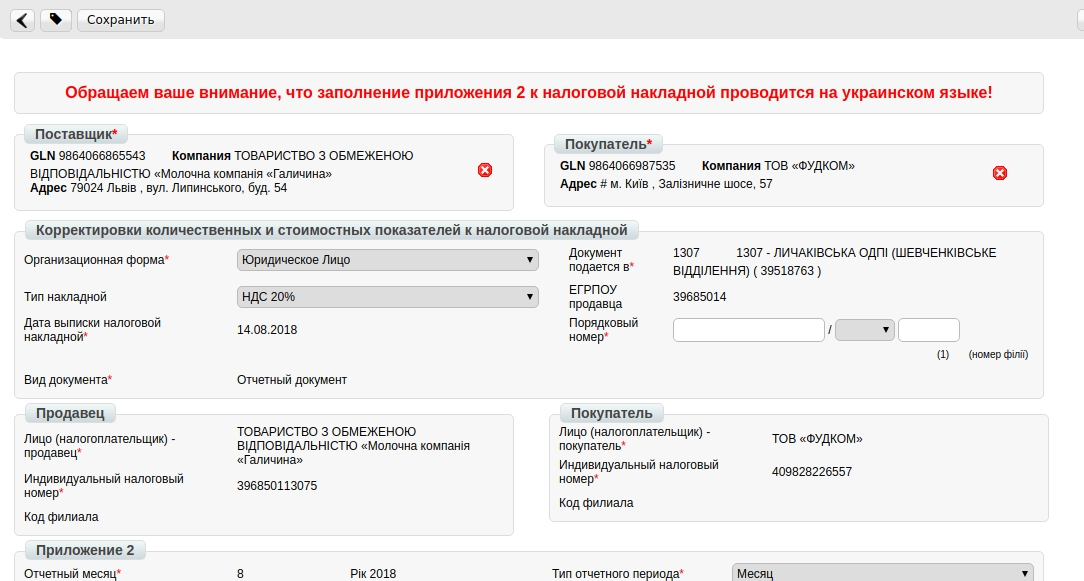 Сохранить
Обращаем ваше внимание, что заполнение приложения 2 к налоговой накладной проводится на украинском языке!
Поставщик*
GLN 9864066865543 Компания ТОВАРИСТВО З ОБМЕЖЕНОЮ
ВІДПОВІДАЛЬНІСТЮ «Молочна компанія «Галичина»
Адрес 79024 Львів , вул. Липинського, буд. 54
Покупатель*
GLN 9864066987535 Компания ТОВ «ФУДКОМ»
Адрес # м. Київ , Залізничне шосе, 57
Корректировки количественных и стоимостных показателей к налоговой накладной
Организационная форма*
Юридическое Лицо
Тип накладной
НДС 20%
Дата выписки налоговой
накладной*
14.08.2018
Вид документа*
Отчетный документ
Документ
подается в*
1307 1307 - ЛИЧАКІВСЬКА ОДПІ (ШЕВЧЕНКІВСЬКЕ
ВІДДІЛЕННЯ) ( 39518763 )
ЕГРПОУ
продавца
39685014
Порядковый
номер*
/
(1) (номер філії)
Продавец
Лицо (налогоплательщик) -
продавец*
ТОВАРИСТВО З ОБМЕЖЕНОЮ
ВІДПОВІДАЛЬНІСТЮ «Молочна компанія
«Галичина»
Индивидуальный налоговый
номер*
396850113075
Код филиала
Покупатель
Лицо (налогоплательщик) -
покупатель*
ТОВ «ФУДКОМ»
Индивидуальный налоговый
номер*
409828226557
Код филиала
Приложение 2
Отчетный месяц*
8
Рік 2018
Тип отчетного периода*
Месяц